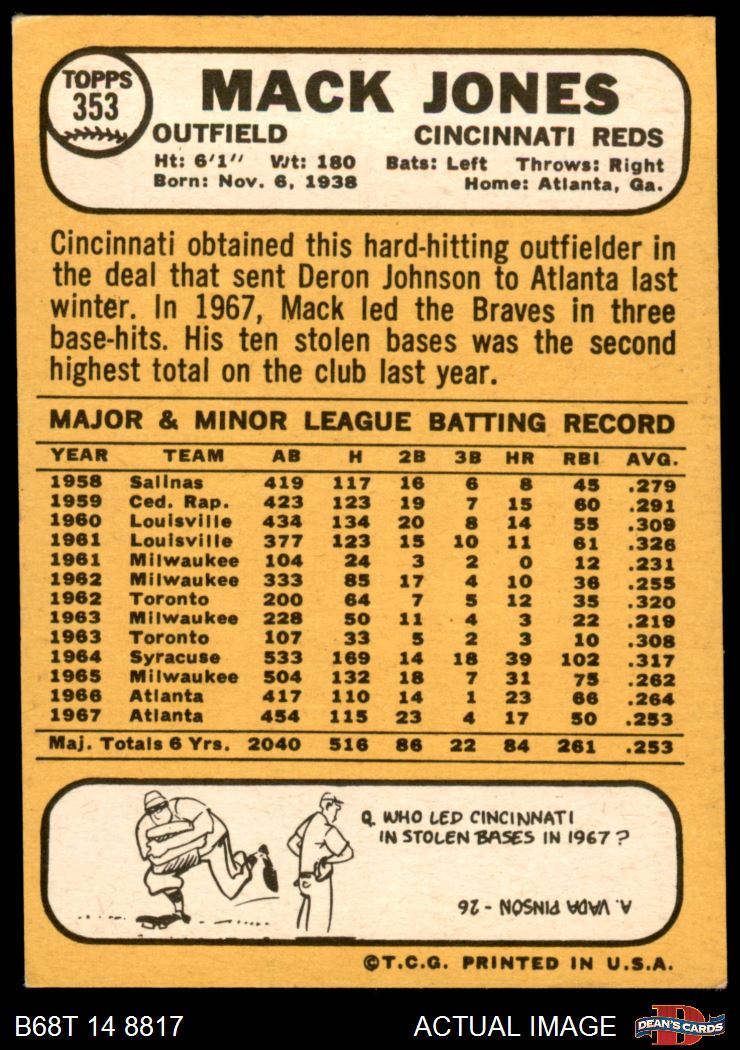 TOPPS
353
MACK JONES
OUTFIELD CINCINNATI REDS
Ht: 6'1" Wt: 180 Bats: Left Throws: Right
Born: Nov. 6, 1938 Home: Atlanta, Ga.
Cincinnati obtained this hard-hitting outfielder in
the deal that sent Deron Johnson to Atlanta last
winter. In 1967, Mack led the Braves in three
base-hits. His ten stolen bases was the second
highest total on the club last year.
MAJOR & MINOR LEAGUE BATTING RECORD
YEAR TEAM AB H 2B 3B HR RBI AVG.
1958 Salinas 419 117 16 6 8 45 .279
1959 Ced. Rap. 423 123 19 7 15 60 .291
1960 Louisville 434 134 20 8 14 55 .309
1961 Louisville 377 123 15 10 11 61 .326
1961 Milwaukee 104 24 3 2 0 12 .231
1962 Milwaukee 333 85 17 4 10 36 .255
1962 Toronto 200 64 7 5 12 35 .320
1963 Milwaukee 228 50 11 4 3 22 .219
1963 Toronto 107 33 5 2 3 10 .308
1964 Syracuse 533 169 14 18 39 102 .317
1965 Milwaukee 504 132 18 7 31 75 .262
1966 Atlanta 417 110 14 1 23 66 .264
1967 Atlanta 454 115 23 4 17 50 .253
Maj. Totals 6 Yrs. 2040 516 86 22 84 261 .253
Q. WHO LED CINCINNATI
IN STOLEN BASES IN 1967?
A. VADA PINSON - 26
©T.C.G. PRINTED IN U.S.A.
B68T 14 8817 ACTUAL IMAGE D DEAN'S CARDS